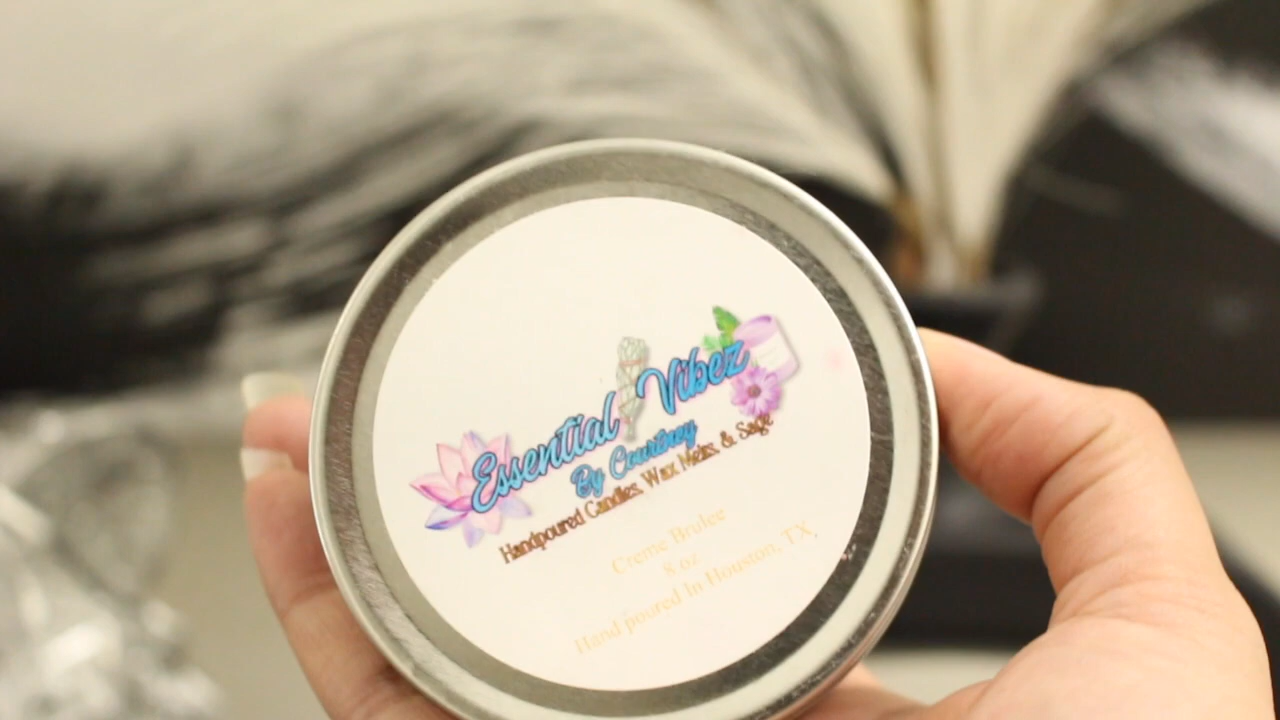 Essential Vibez
By Courtney
Handpoured Candles, Wax Melts, & Sage
Creme Brulee
8 oz
Hand poured In Houston, TX,